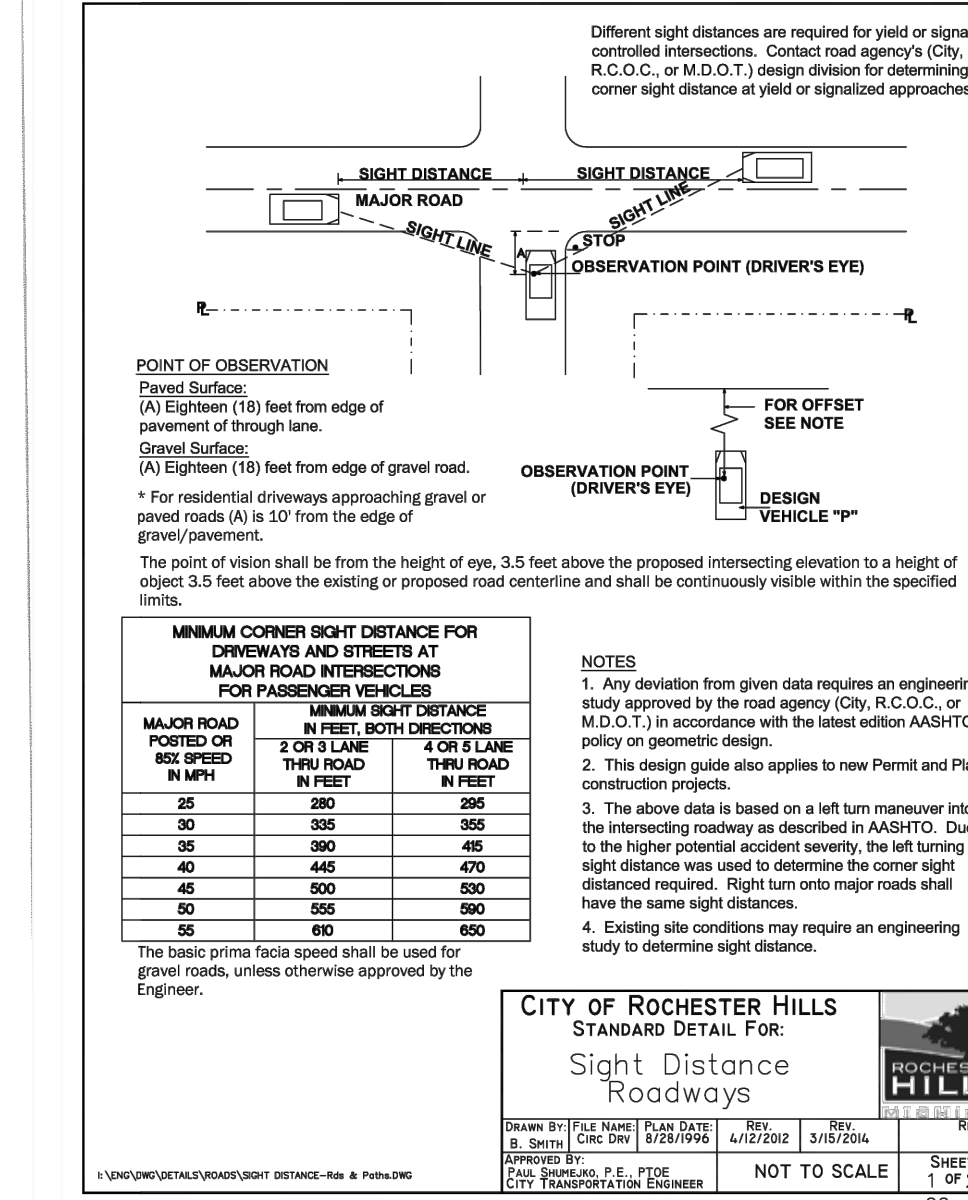 Different sight distances are required for yield or signa
controlled intersections. Contact road agency's (City,
R.C.O.C., or M.D.O.T.) design division for determining
corner sight distance at yield or signalized approaches
SIGHT DISTANCE
SIGHT DISTANCE
MAJOR ROAD
SIGHT LINE
SIGHT LINE
STOP
A
OBSERVATION POINT (DRIVER'S EYE)
PL
PL
POINT OF OBSERVATION
Paved Surface:
(A) Eighteen (18) feet from edge of
pavement of through lane.
Gravel Surface:
(A) Eighteen (18) feet from edge of gravel road.
* For residential driveways approaching gravel or
paved roads (A) is 10' from the edge of
gravel/pavement.
FOR OFFSET
SEE NOTE
OBSERVATION POINT
(DRIVER'S EYE)
DESIGN
VEHICLE "P"
The point of vision shall be from the height of eye, 3.5 feet above the proposed intersecting elevation to a height of
object 3.5 feet above the existing or proposed road centerline and shall be continuously visible within the specified
limits.
MINIMUM CORNER SIGHT DISTANCE FOR
DRIVEWAYS AND STREETS AT
MAJOR ROAD INTERSECTIONS
FOR PASSENGER VEHICLES
MAJOR ROAD
POSTED OR
85% SPEED
IN MPH
MINIMUM SIGHT DISTANCE
IN FEET, BOTH DIRECTIONS
2 OR 3 LANE
THRU ROAD
IN FEET
4 OR 5 LANE
THRU ROAD
IN FEET
25 280 295
30 335 355
35 390 415
40 445 470
45 500 530
50 555 590
55 610 650
The basic prima facia speed shall be used for
gravel roads, unless otherwise approved by the
Engineer.
NOTES
1. Any deviation from given data requires an engineerin
study approved by the road agency (City, R.C.O.C., or
M.D.O.T.) in accordance with the latest edition AASHTO
policy on geometric design.
2. This design guide also applies to new Permit and Pla
construction projects.
3. The above data is based on a left turn maneuver into
the intersecting roadway as described in AASHTO. Due
to the higher potential accident severity, the left turning
sight distance was used to determine the corner sight
distanced required. Right turn onto major roads shall
have the same sight distances.
4. Existing site conditions may require an engineering
study to determine sight distance.
CITY OF ROCHESTER HILLS
STANDARD DETAIL FOR:
Sight Distance
Roadways
ROCHES
HILL
MICHI
DRAWN BY:
B. SMITH
FILE NAME:
CIRC DRV
PLAN DATE:
8/28/1996
REV.
4/12/2012
REV.
3/15/2014
R
APPROVED BY:
PAUL SHUMEJKO, P.E., PTOE
CITY TRANSPORTATION ENGINEER
NOT TO SCALE
SHEE
1 OF
I:\ENG\DWG\DETAILS\ROADS\SIGHT DISTANCE-Rds & Paths.DWG